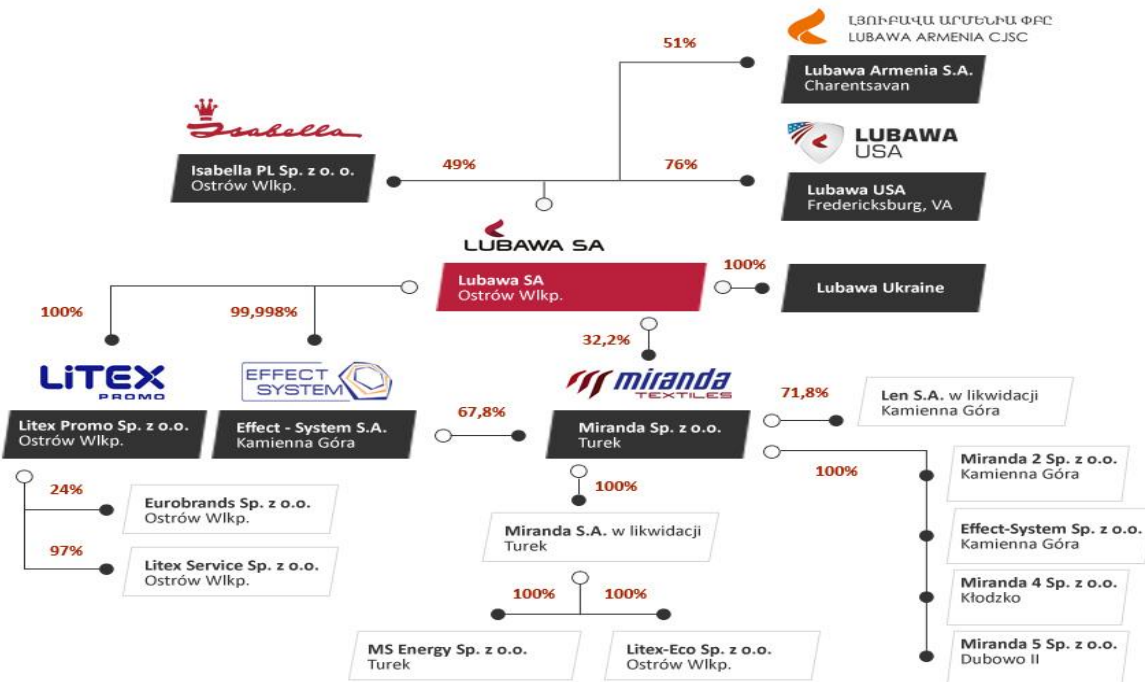 ԼՅՈՒԲԱՎԱ ԱՐՄԵՆԻԱ ՓԲԸ
LUBAWA ARMENIA CJSC
51%
Lubawa Armenia S.A.
Charentsavan
Isabella
Isabella PL Sp. z o. o.
Ostrów Wlkp.
49%
76%
LUBAWA
USA
Lubawa USA
Fredericksburg, VA
LUBAWA SA
Lubawa SA
Ostrów Wlkp.
100%
Lubawa Ukraine
100%
99,998%
32,2%
LiTEX
PROMO
EFFECT
SYSTEM
miranda
TEXTILES
Litex Promo Sp. z o.o.
Ostrów Wlkp.
Effect - System S.A.
Kamienna Góra
67,8%
Miranda Sp. z o.o.
Turek
71,8%
Len S.A. w likwidacji
Kamienna Góra
24%
Eurobrands Sp. z o.o.
Ostrów Wlkp.
97%
Litex Service Sp. z o.o.
Ostrów Wlkp.
100%
Miranda S.A. w likwidacji
Turek
100%
100%
MS Energy Sp. z o.o.
Turek
Litex-Eco Sp. z o.o.
Ostrów Wlkp.
100%
Miranda 2 Sp. z o.o.
Kamienna Góra
Effect-System Sp. z o.o.
Kamienna Góra
Miranda 4 Sp. z o.o.
Kłodzko
Miranda 5 Sp. z o.o.
Dubowo II